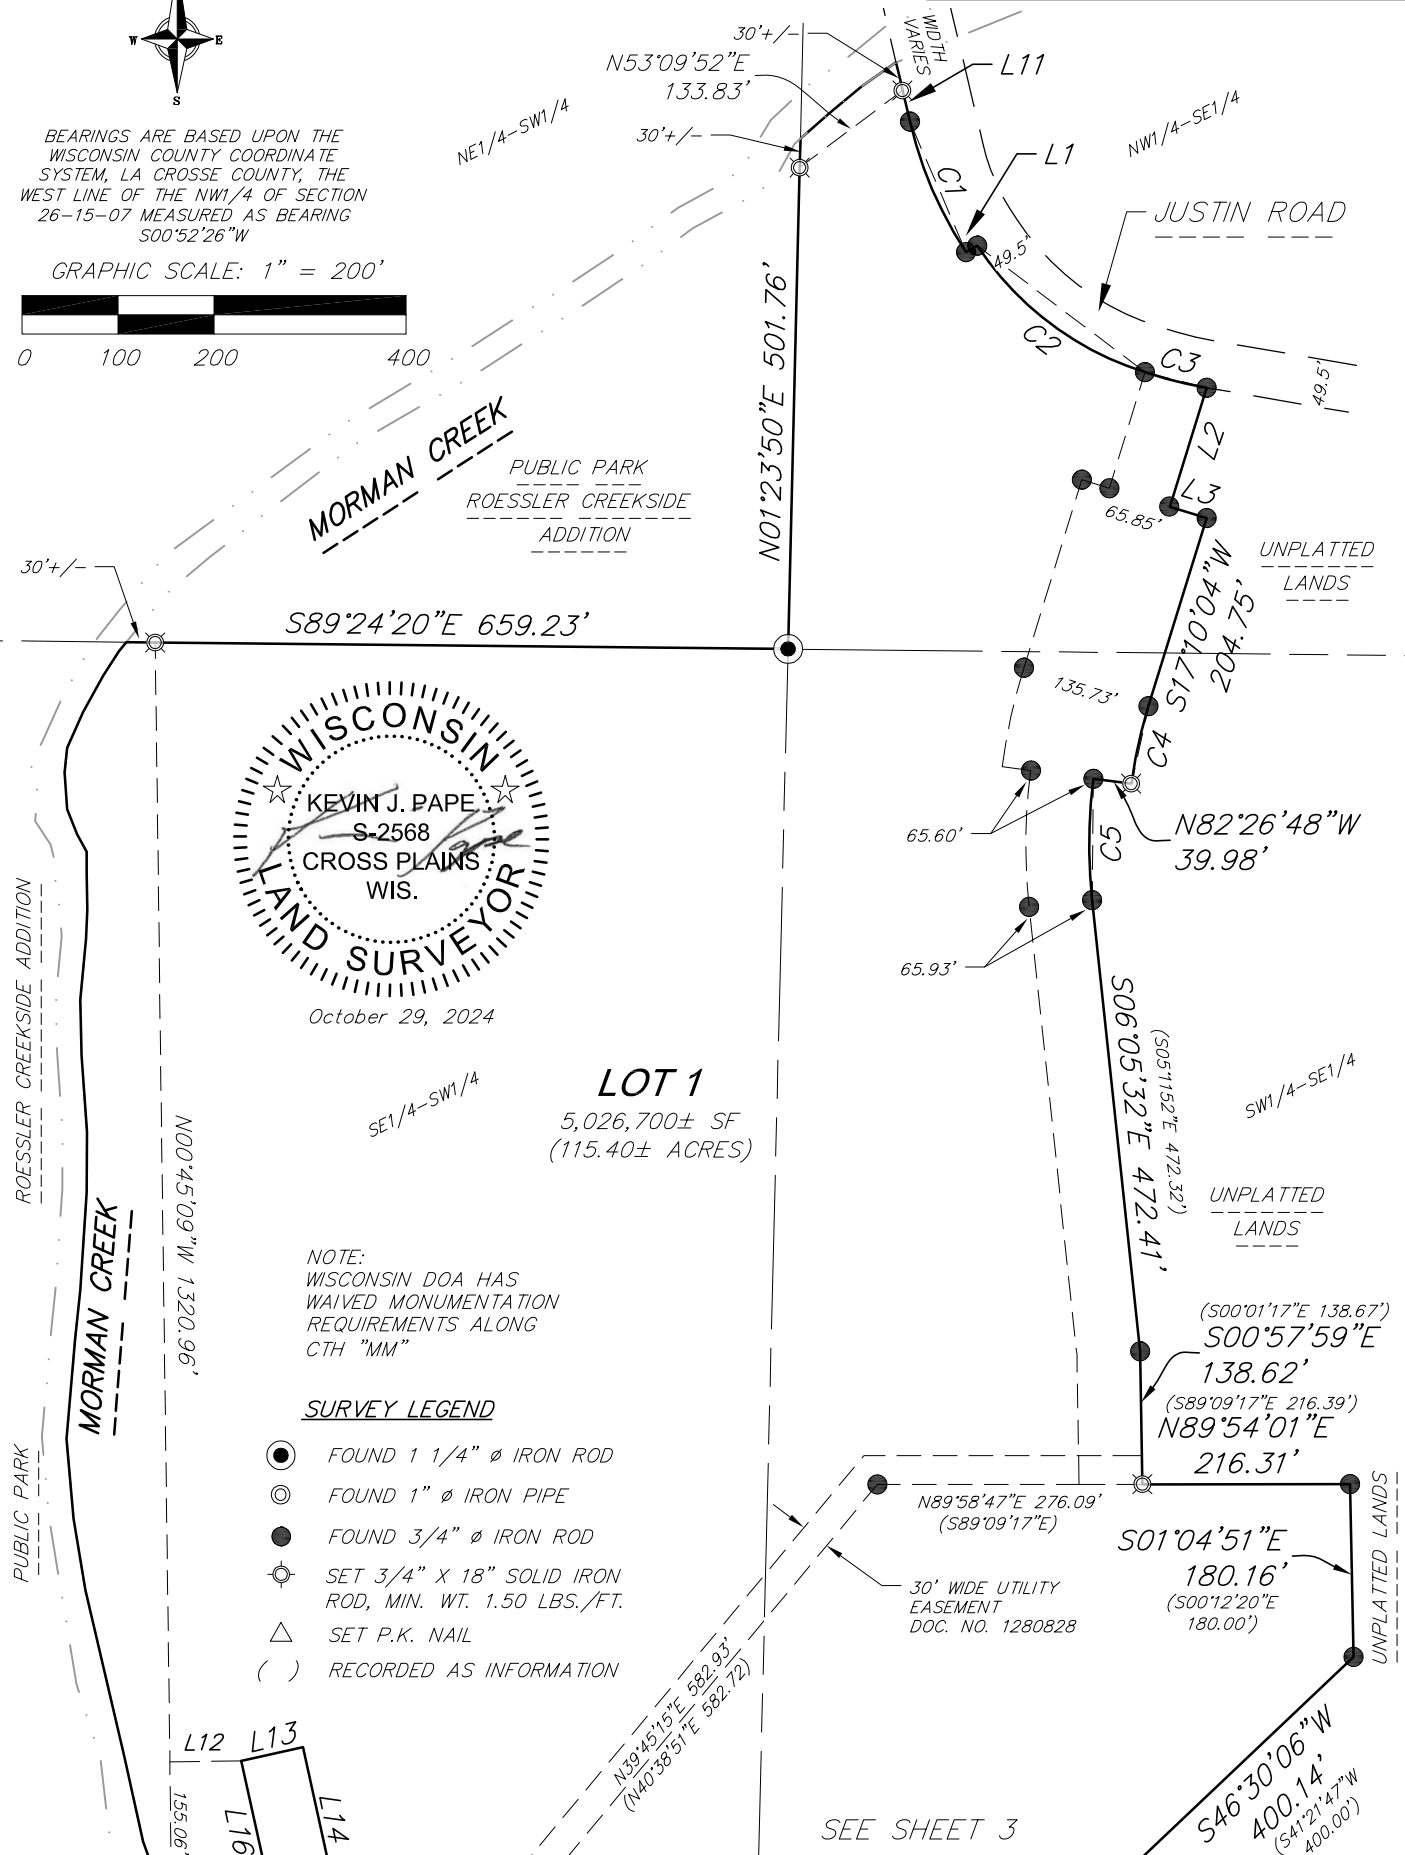 W E
S
BEARINGS ARE BASED UPON THE
WISCONSIN COUNTY COORDINATE
SYSTEM, LA CROSSE COUNTY, THE
WEST LINE OF THE NW1/4 OF SECTION
26-15-07 MEASURED AS BEARING
S00°52'26"W
GRAPHIC SCALE: 1" = 200'
0 100 200 400
NE1/4-SW1/4
30'+/-
N53°09'52"E
133.83'
30'+/-
WIDTH
VARIES
L11
NW1/4-SE1/4
L1
C1
49.5'
JUSTIN ROAD
C2
C3
49.5'
L2
L3
65.85'
N01°23'50"E 501.76'
MORMAN CREEK
PUBLIC PARK
ROESSLER CREEKSIDE
ADDITION
UNPLATTED
LANDS
30'+/-
S89°24'20"E 659.23'
S17°10'04"W
204.75'
135.73'
C4
WISCONSIN
KEVIN J. PAPE
S-2568
CROSS PLAINS
WIS.
LAND SURVEYOR
October 29, 2024
65.60'
N82°26'48"W
39.98'
C5
65.93'
ROESSLER CREEKSIDE ADDITION
S06°05'32"E 472.41'
(S05°11'52"E 472.32')
SE1/4-SW1/4
LOT 1
5,026,700± SF
(115.40± ACRES)
SW1/4-SE1/4
N00°45'09"W 1320.96'
UNPLATTED
LANDS
MORMAN CREEK
NOTE:
WISCONSIN DOA HAS
WAIVED MONUMENTATION
REQUIREMENTS ALONG
CTH "MM"
(S00°01'17"E 138.67')
S00°57'59"E
138.62'
(S89°09'17"E 216.39')
N89°54'01"E
216.31'
SURVEY LEGEND
FOUND 1 1/4" ø IRON ROD
FOUND 1" ø IRON PIPE
FOUND 3/4" ø IRON ROD
SET 3/4" X 18" SOLID IRON
ROD, MIN. WT. 1.50 LBS./FT.
SET P.K. NAIL
( ) RECORDED AS INFORMATION
PUBLIC PARK
N89°58'47"E 276.09'
(S89°09'17"E)
S01°04'51"E
180.16'
(S00°12'20"E
180.00')
UNPLATTED LANDS
30' WIDE UTILITY
EASEMENT
DOC. NO. 1280828
N39°45'15"E 582.93'
(N40°38'51"E 582.72')
L12
L13
L14
L16
155.06'
S46°30'06"W
400.14'
(S41°21'47"W
400.00')
SEE SHEET 3